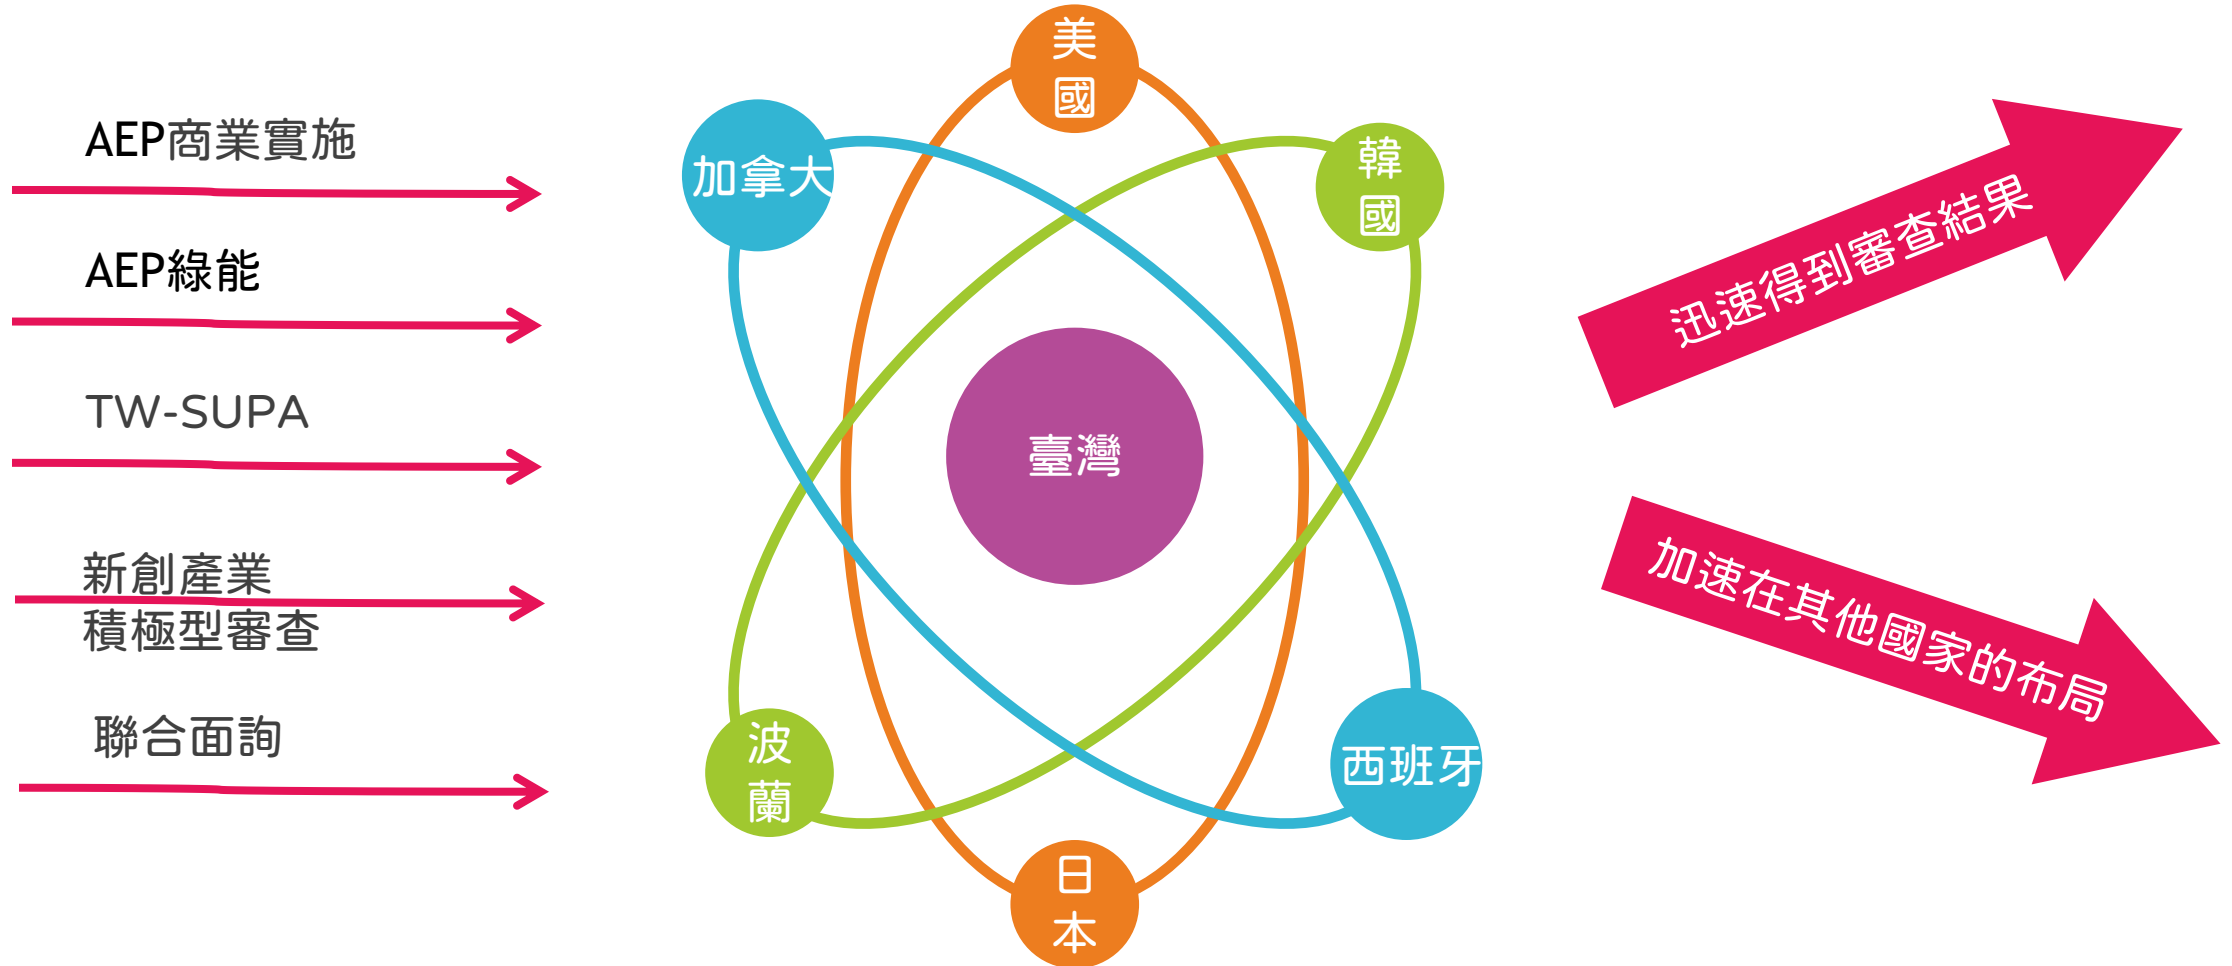 AEP商業實施
AEP綠能
TW-SUPA
新創產業
積極型審查
聯合面詢
美
國
加拿大
韓
國
臺灣
波
蘭
西班牙
日
本
迅速得到審查結果
加速在其他國家的布局